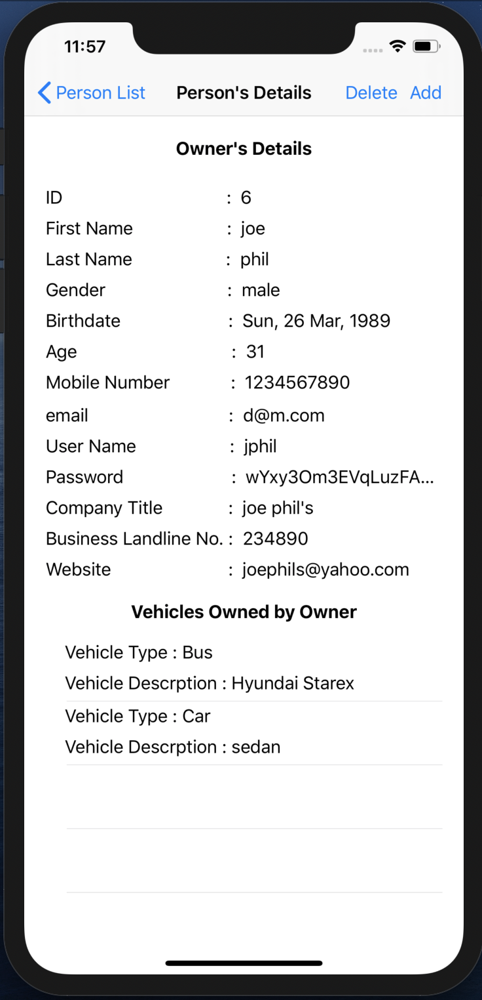 11:57
Person List Person's Details Delete Add
Owner's Details
ID : 6
First Name : joe
Last Name : phil
Gender : male
Birthdate : Sun, 26 Mar, 1989
Age : 31
Mobile Number : 1234567890
email : d@m.com
User Name : jphil
Password : wYxy3Om3EVqLuzFA...
Company Title : joe phil's
Business Landline No. : 234890
Website : joephils@yahoo.com
Vehicles Owned by Owner
Vehicle Type : Bus
Vehicle Descrption : Hyundai Starex
Vehicle Type : Car
Vehicle Descrption : sedan